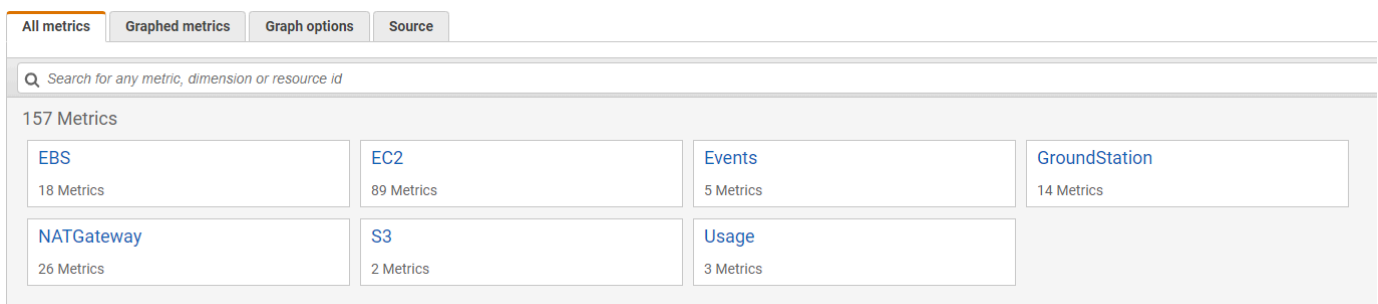 All metrics Graphed metrics Graph options Source
Search for any metric, dimension or resource id
157 Metrics
EBS EC2 Events GroundStation
18 Metrics 89 Metrics 5 Metrics 14 Metrics
NATGateway S3 Usage
26 Metrics 2 Metrics 3 Metrics